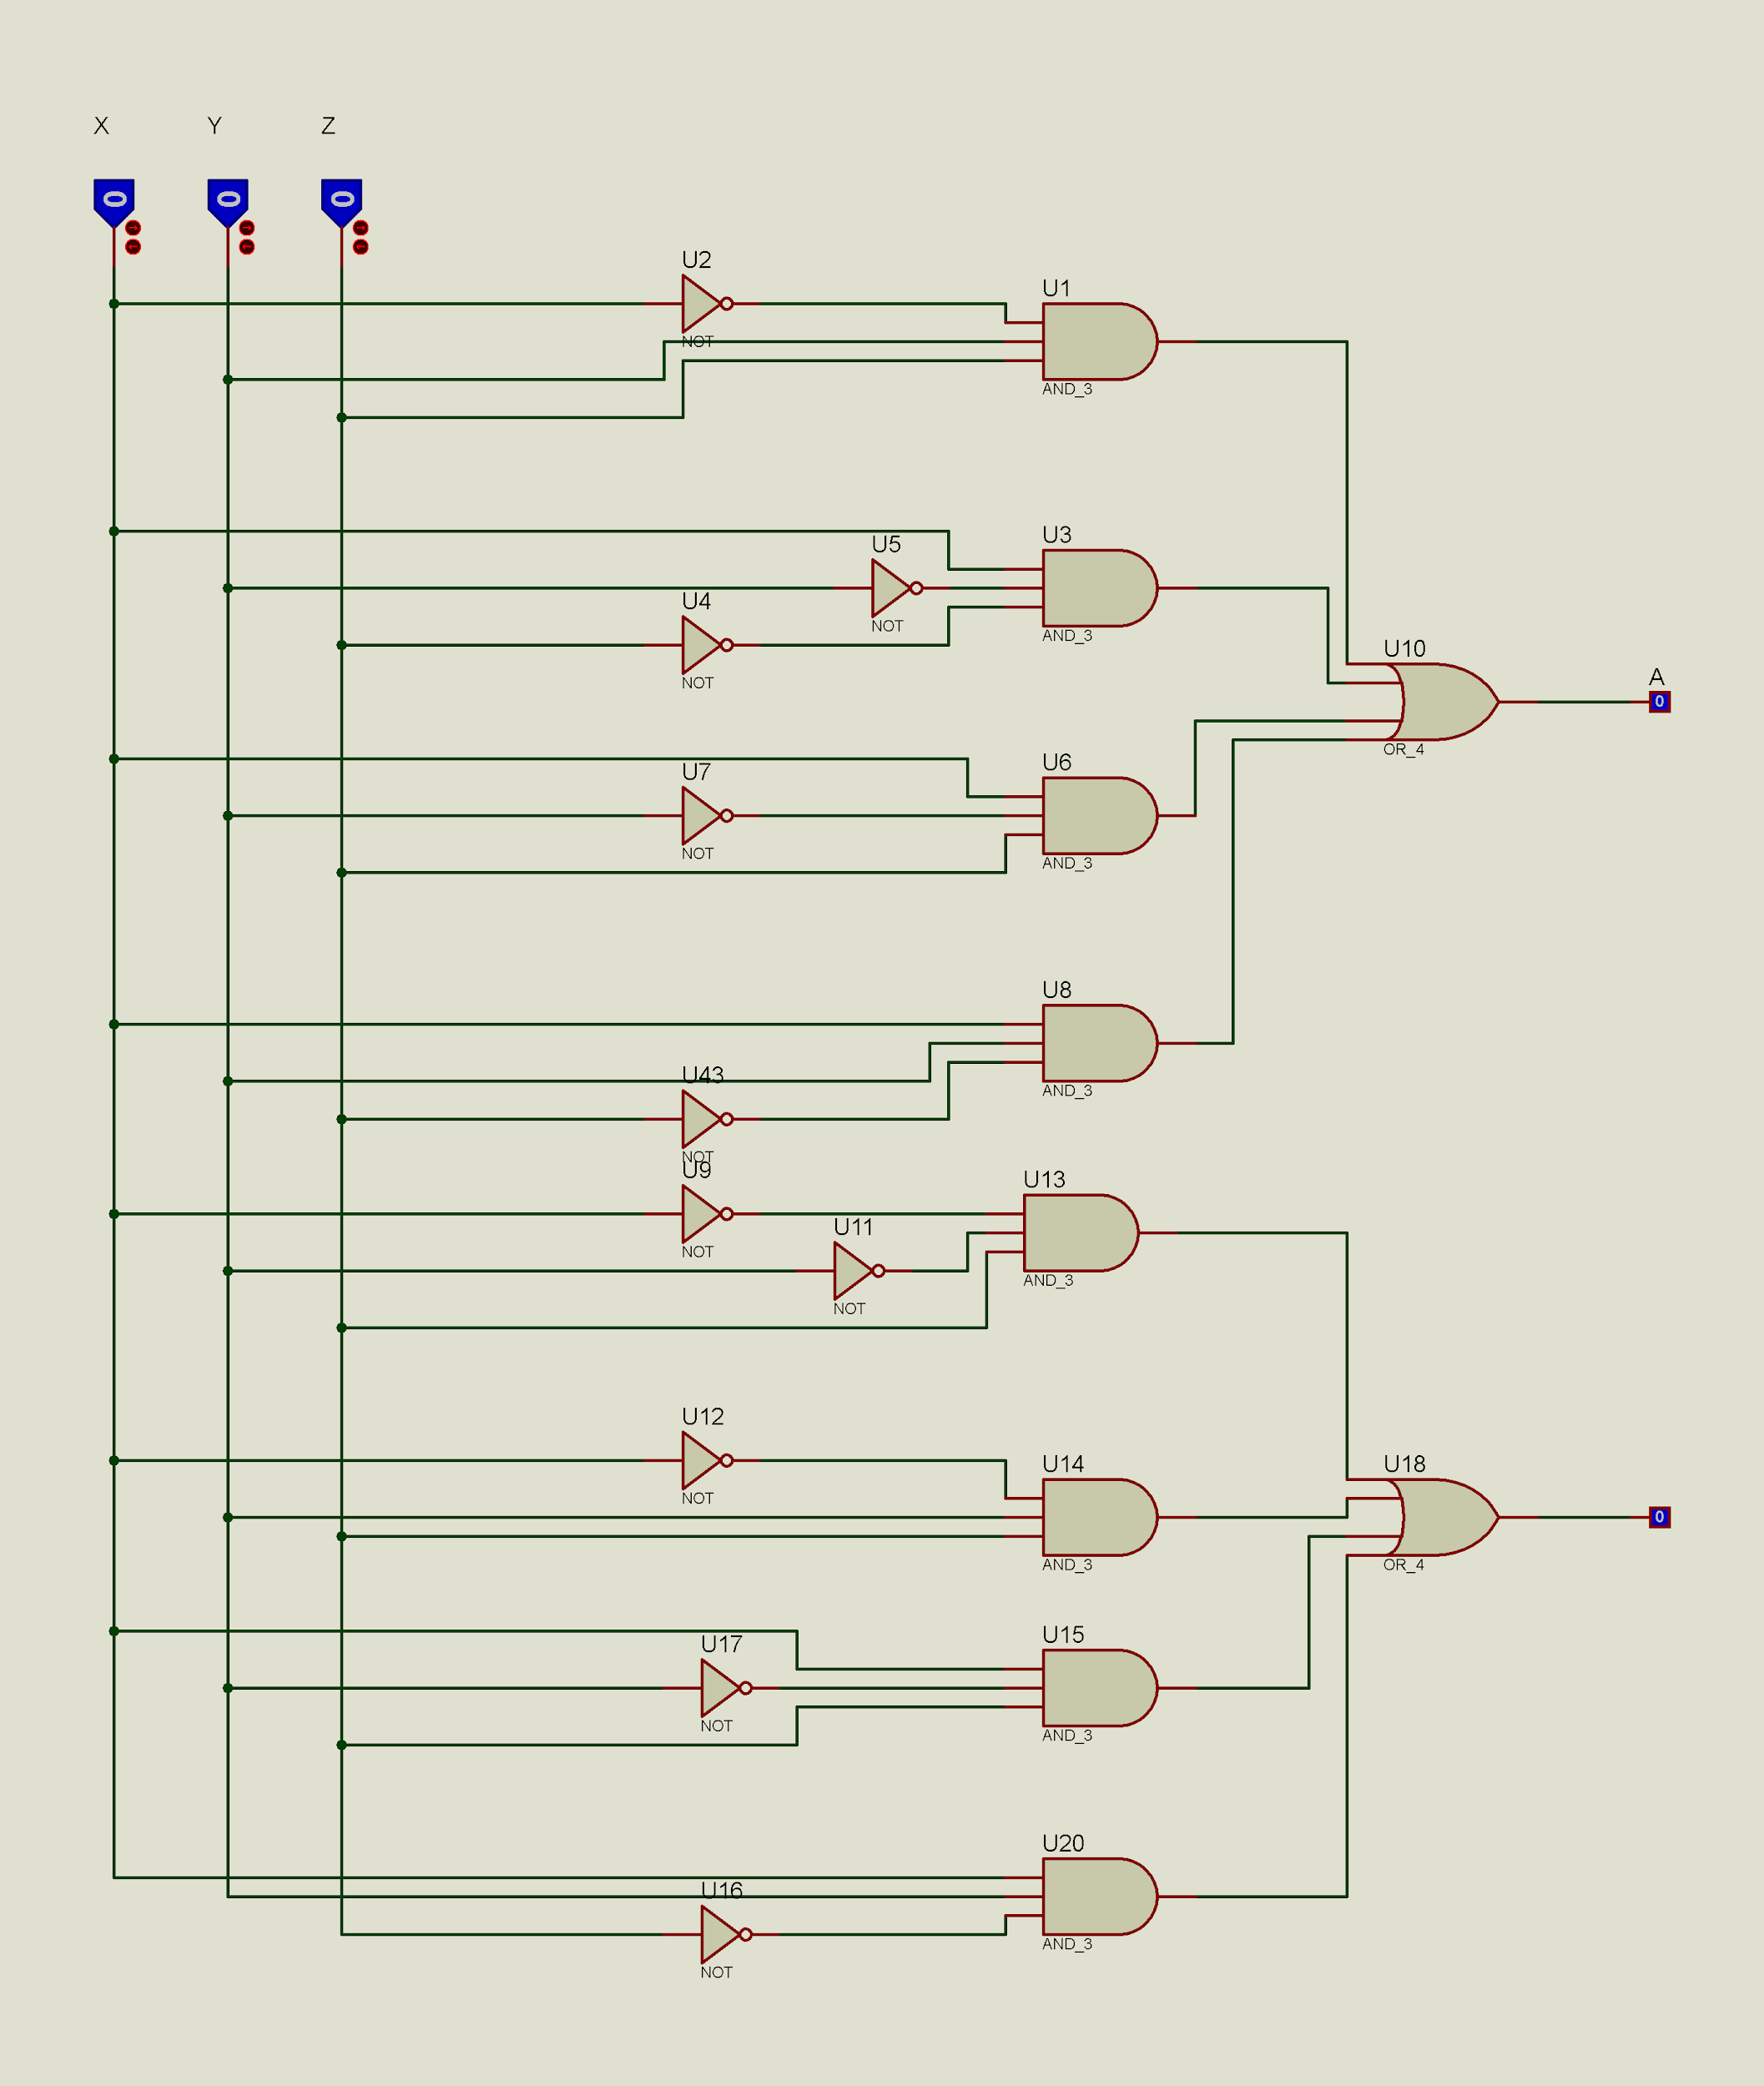 X Y Z
0 0 0
U2
NOT
U1
AND_3
U5
NOT
U3
AND_3
U4
NOT
U10
OR_4
A
0
U7
NOT
U6
AND_3
U8
AND_3
U43
NOT
U9
NOT
U13
AND_3
U11
NOT
U12
NOT
U14
AND_3
U18
OR_4
0
U17
NOT
U15
AND_3
U20
AND_3
U16
NOT